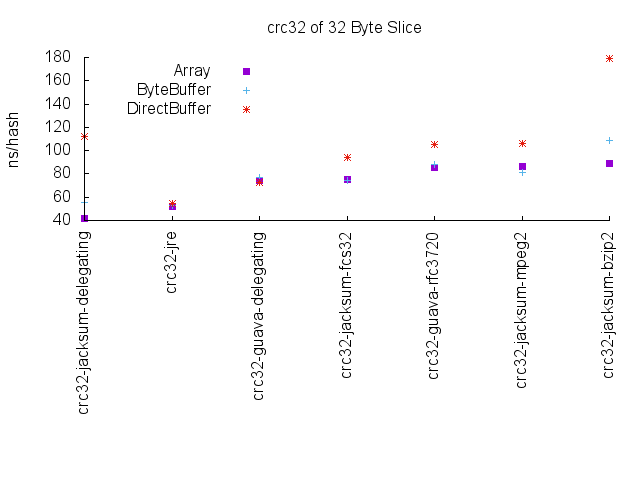 crc32 of 32 Byte Slice
ns/hash
180
160
140
120
100
80
60
40
Array
ByteBuffer
DirectBuffer
crc32-jacksum-delegating
crc32-jre
crc32-guava-delegating
crc32-jacksum-fcs32
crc32-guava-rfc3720
crc32-jacksum-mpeg2
crc32-jacksum-bzip2